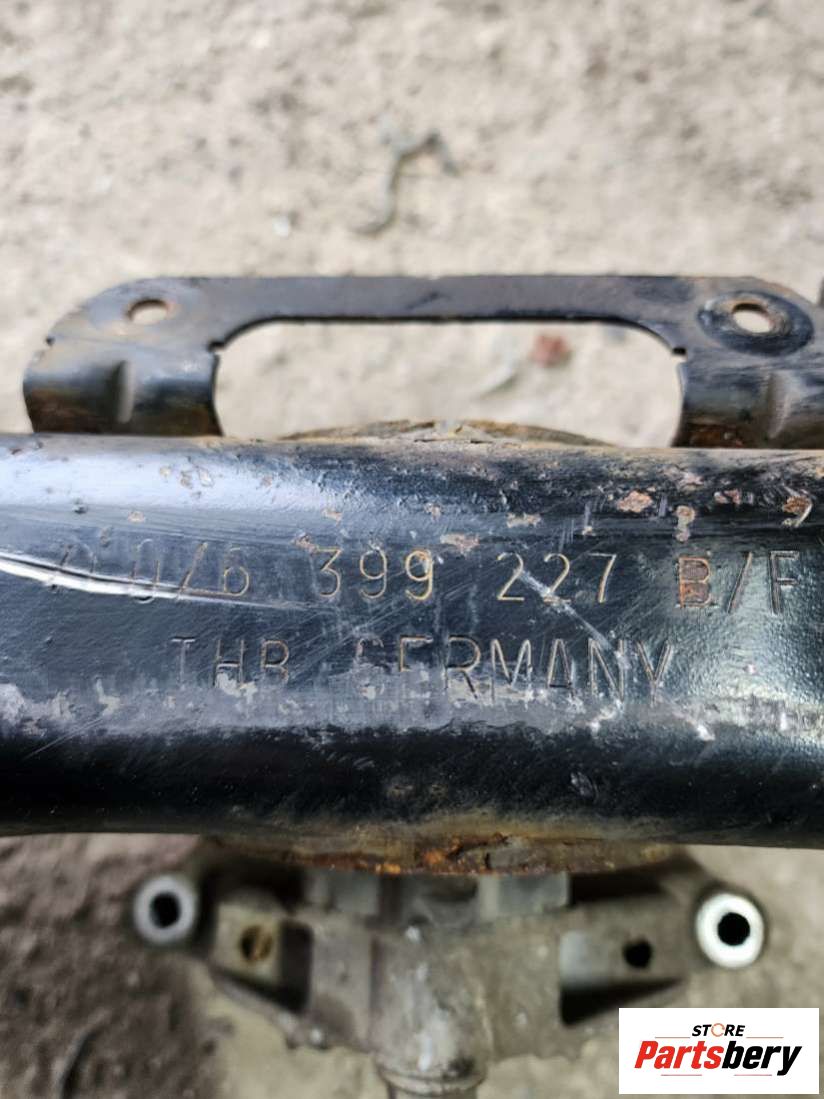 399 227 B/F
THB GERMANY
STORE
Partsbery